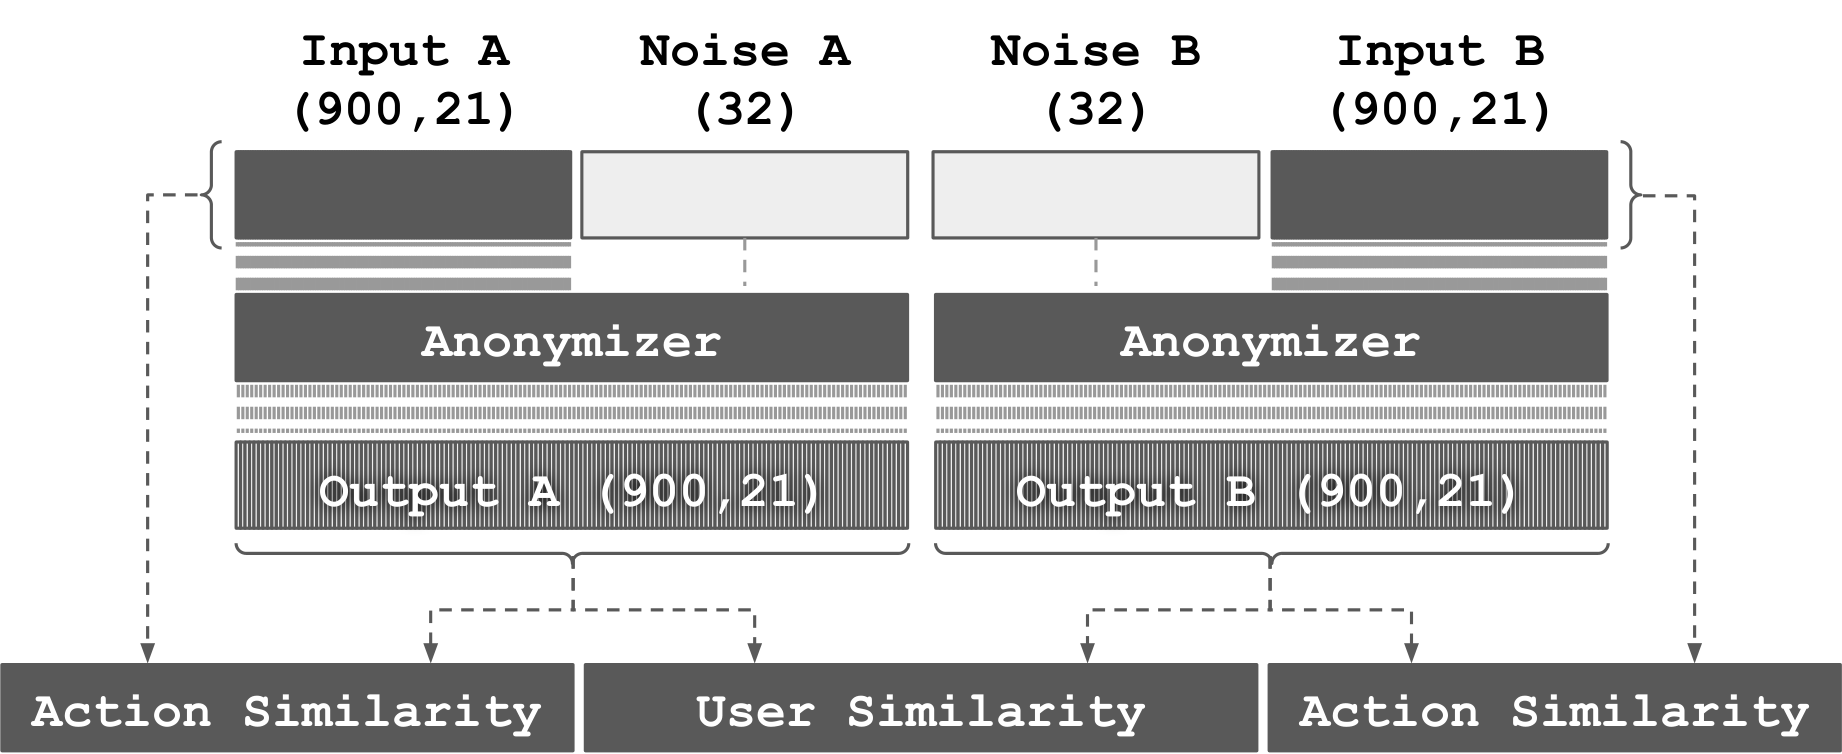 Input A
(900,21)
Noise A
(32)
Noise B
(32)
Input B
(900,21)
Anonymizer
Anonymizer
Output A (900,21)
Output B (900,21)
Action Similarity
User Similarity
Action Similarity